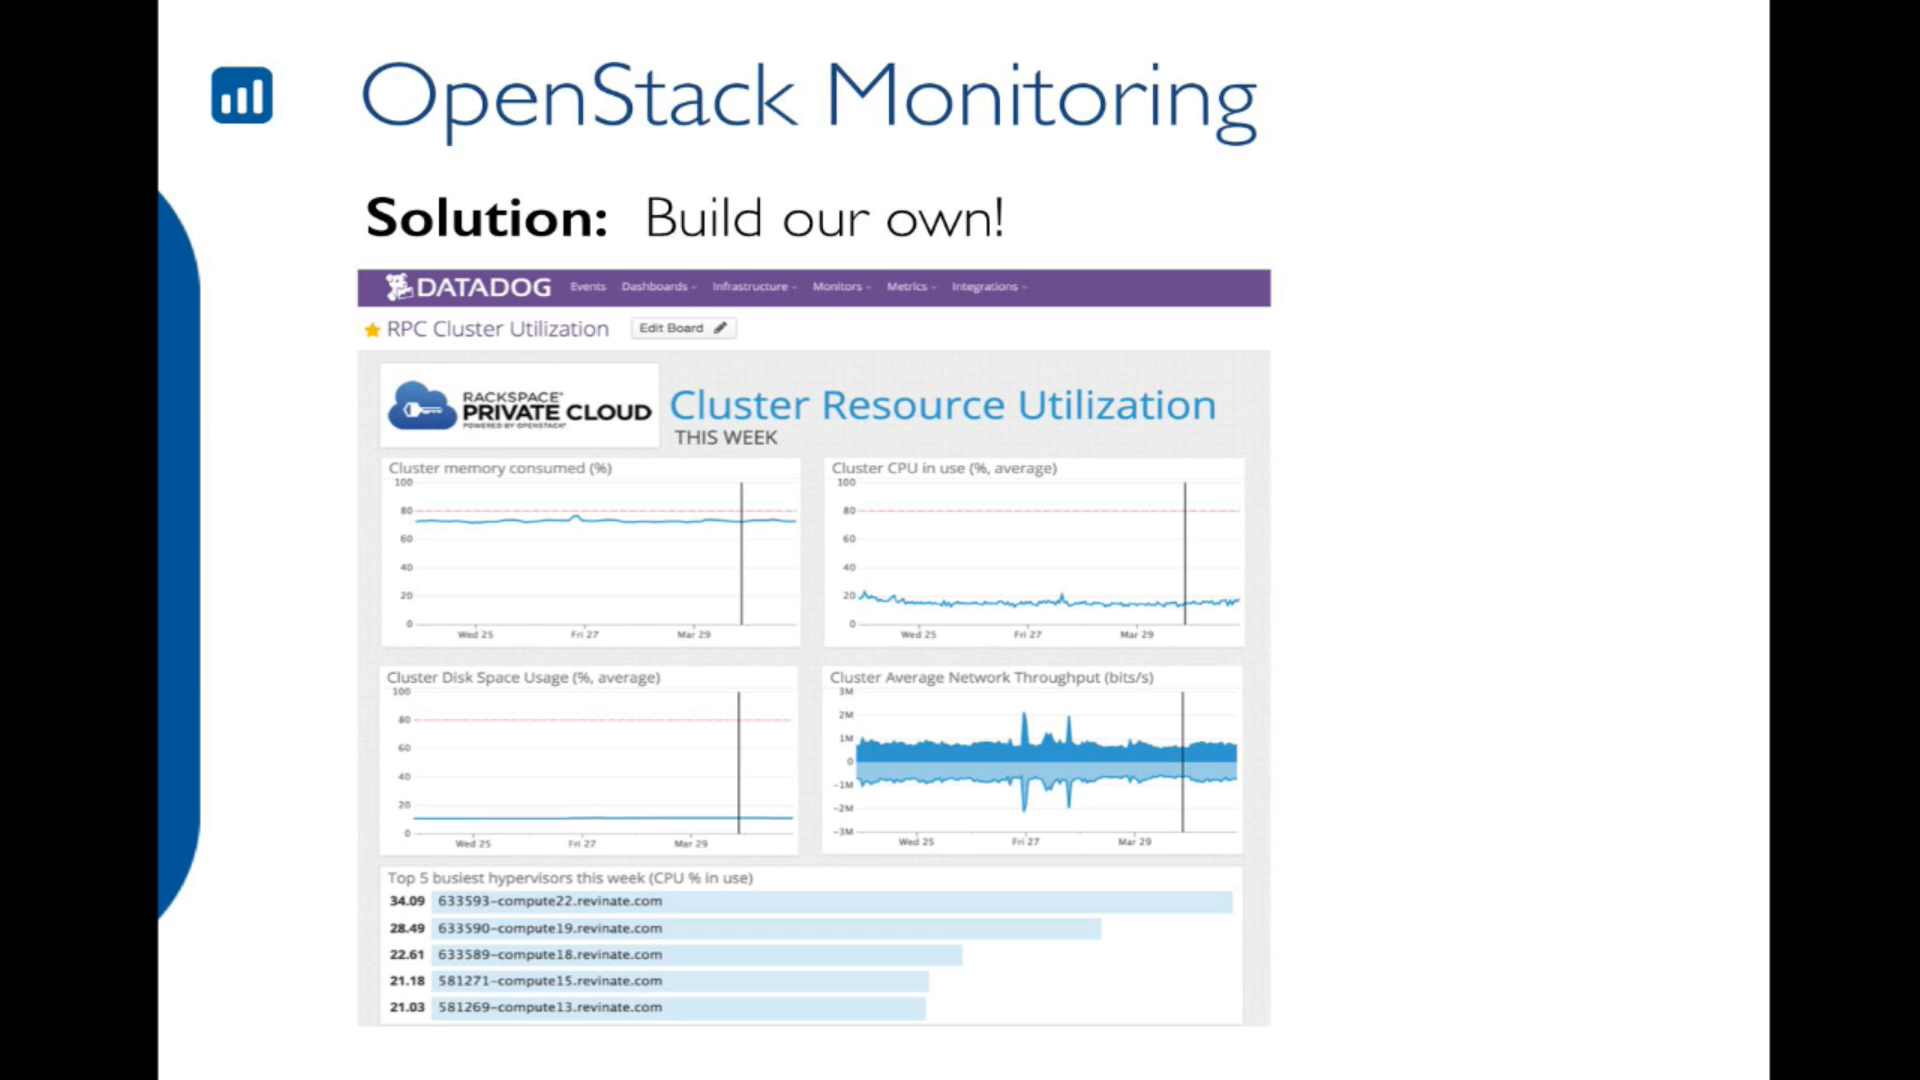 OpenStack Monitoring
Solution: Build our own!
DATADOG Events Dashboards Infrastructure Monitors Metrics Integrations
RPC Cluster Utilization Edit Board
RACKSPACE®
PRIVATE CLOUD
POWERED BY OPENSTACK®
Cluster Resource Utilization
THIS WEEK
Cluster memory consumed (%)
100
80
60
40
20
0
Wed 25 Fri 27 Mar 29
Cluster CPU in use (%, average)
100
80
60
40
20
0
Wed 25 Fri 27 Mar 29
Cluster Disk Space Usage (%, average)
100
80
60
40
20
0
Wed 25 Fri 27 Mar 29
Cluster Average Network Throughput (bits/s)
3M
2M
1M
0
-1M
-2M
-3M
Wed 25 Fri 27 Mar 29
Top 5 busiest hypervisors this week (CPU % in use)
34.09 633593-compute22.revinate.com
28.49 633590-compute19.revinate.com
22.61 633589-compute18.revinate.com
21.18 581271-compute15.revinate.com
21.03 581269-compute13.revinate.com